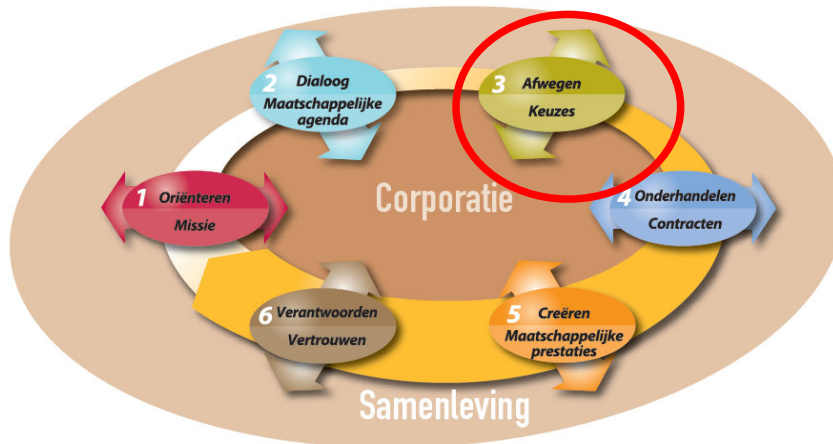 1 Oriënteren
Missie
2 Dialoog
Maatschappelijke
agenda
3 Afwegen
Keuzes
4 Onderhandelen
Contracten
5 Creëren
Maatschappelijke
prestaties
6 Verantwoorden
Vertrouwen
Corporatie
Samenleving